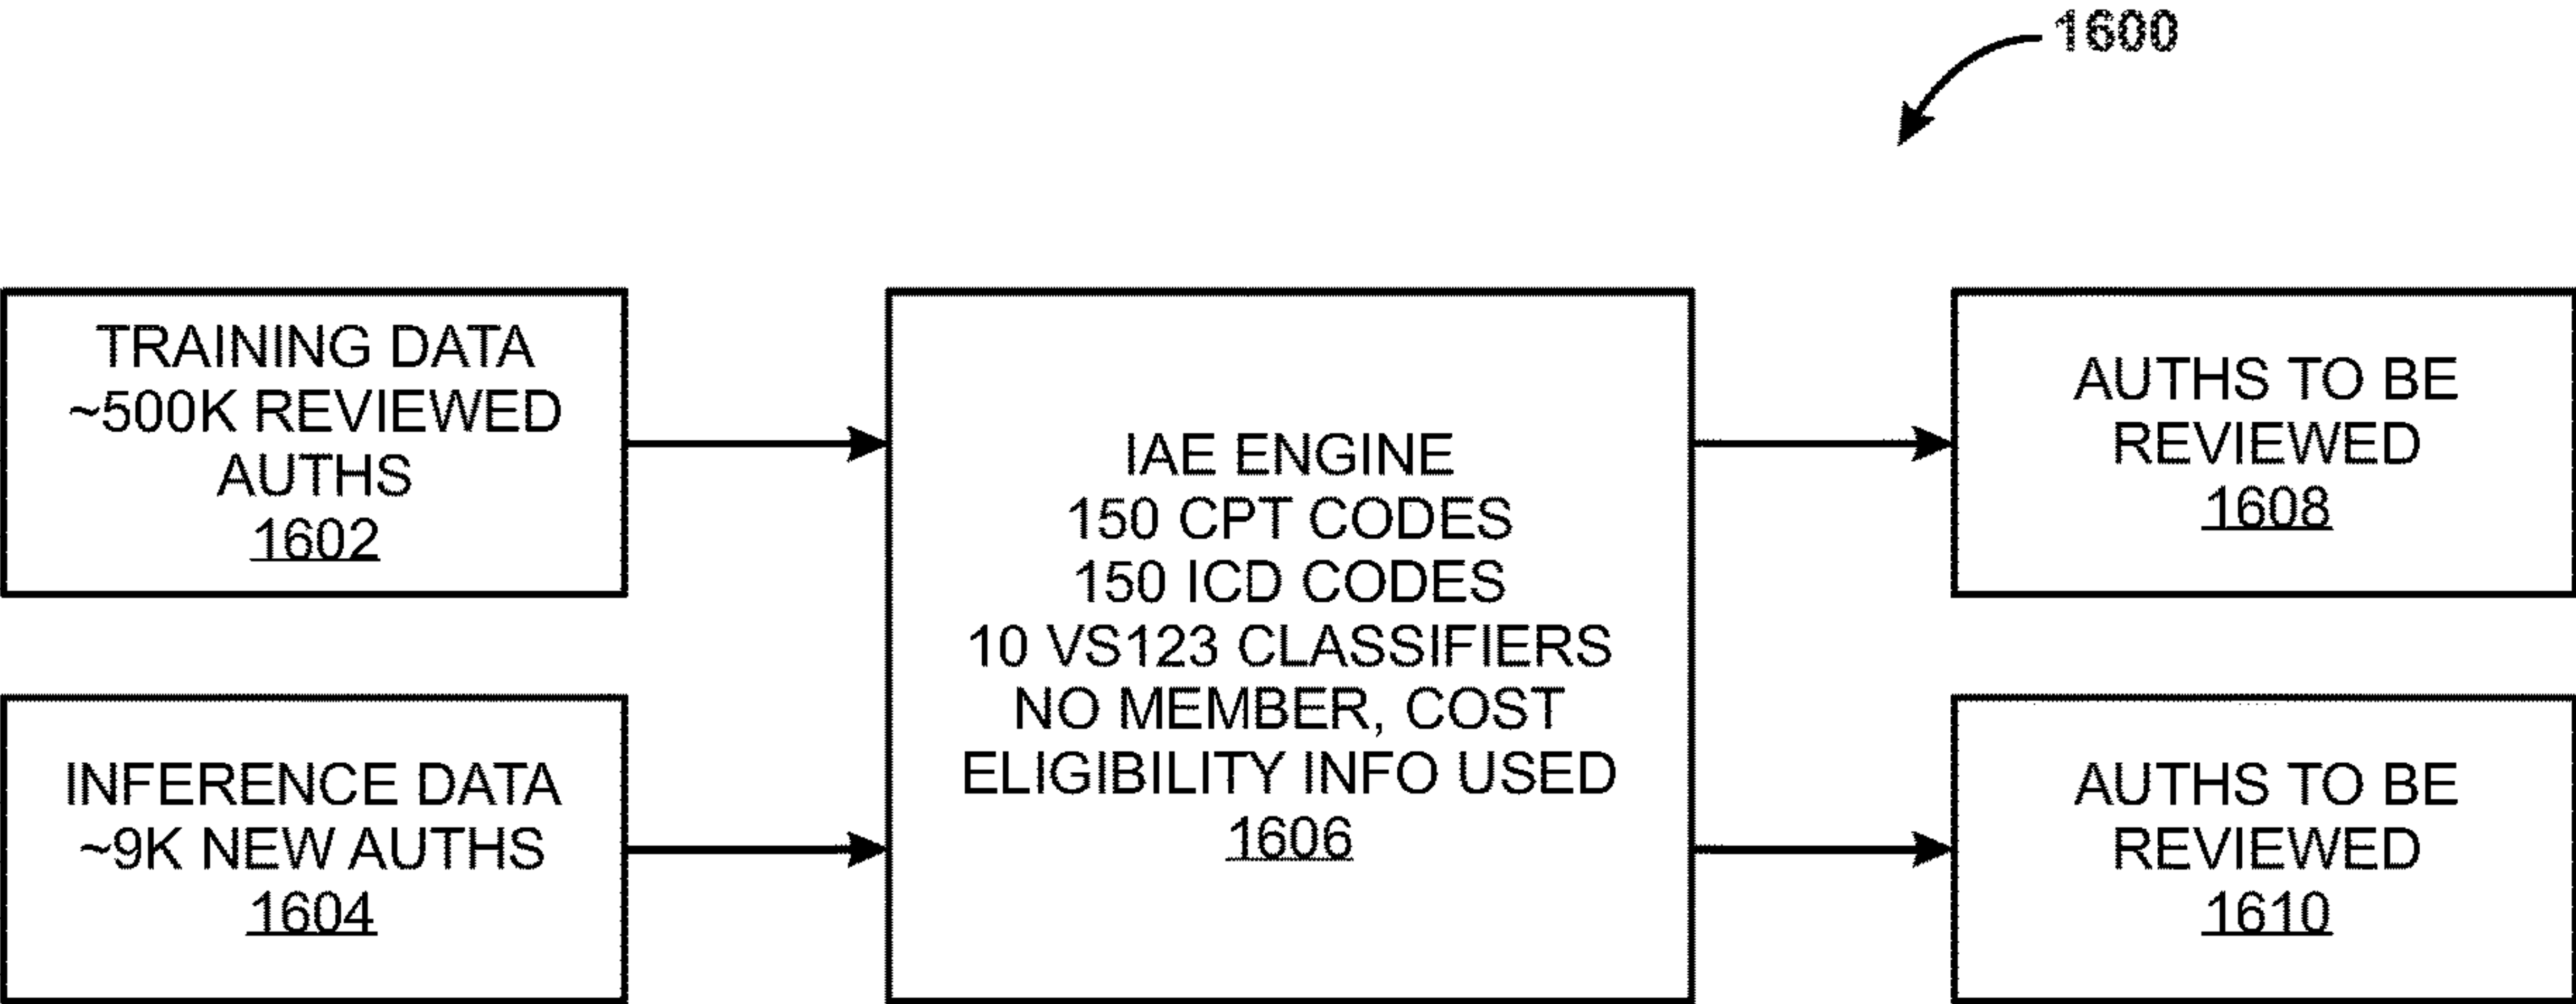 1600
TRAINING DATA
~500K REVIEWED
AUTHS
1602
INFERENCE DATA
~9K NEW AUTHS
1604
IAE ENGINE
150 CPT CODES
150 ICD CODES
10 VS123 CLASSIFIERS
NO MEMBER, COST
ELIGIBILITY INFO USED
1606
AUTHS TO BE
REVIEWED
1608
AUTHS TO BE
REVIEWED
1610